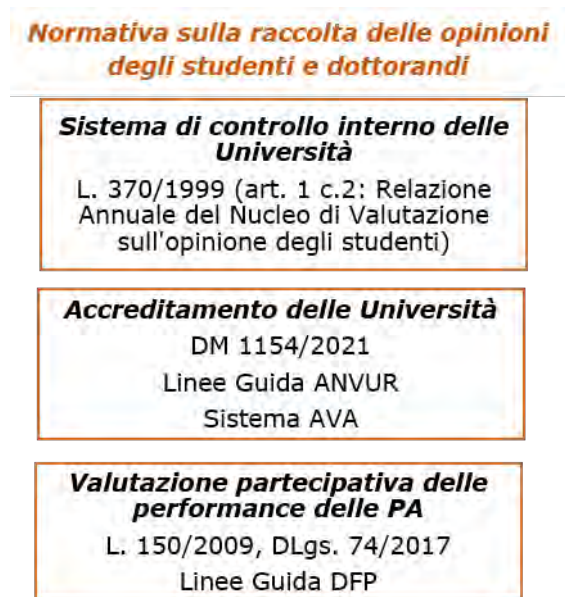 Normativa sulla raccolta delle opinioni
degli studenti e dottorandi
Sistema di controllo interno delle
Università
L. 370/1999 (art. 1 c.2: Relazione
Annuale del Nucleo di Valutazione
sull'opinione degli studenti)
Accreditamento delle Università
DM 1154/2021
Linee Guida ANVUR
Sistema AVA
Valutazione partecipativa delle
performance delle PA
L. 150/2009, DLgs. 74/2017
Linee Guida DFP